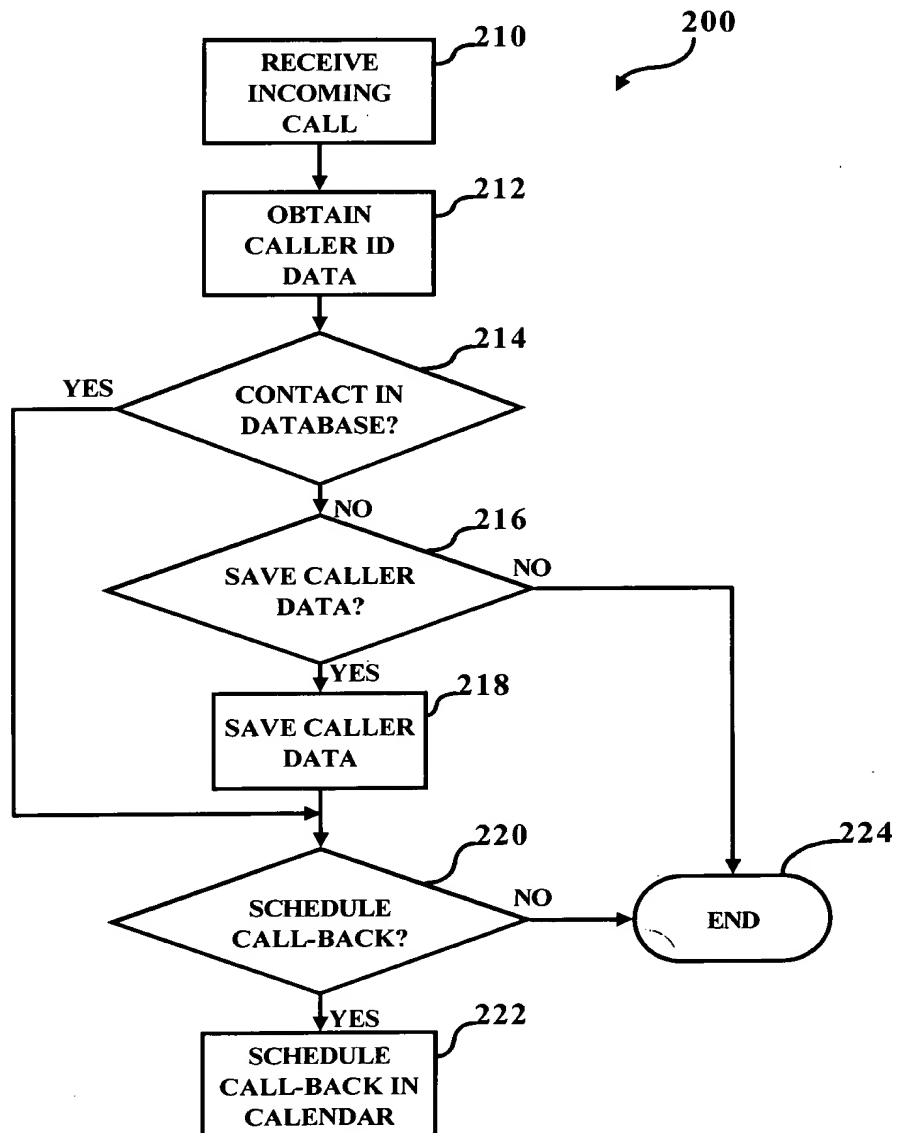 200
210
RECEIVE
INCOMING
CALL
212
OBTAIN
CALLER ID
DATA
214
YES
CONTACT IN
DATABASE?
NO
216
SAVE CALLER
DATA?
NO
YES
218
SAVE CALLER
DATA
220
224
SCHEDULE
CALL-BACK?
NO
END
YES
222
SCHEDULE
CALL-BACK IN
CALENDAR